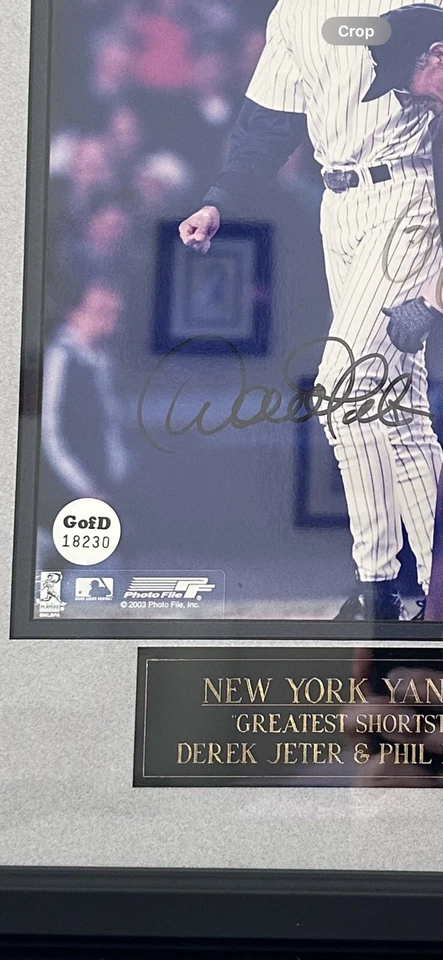 Crop
GofD
18230
Photo File
© 2003 Photo File, Inc.
NEW YORK YAN
"GREATEST SHORTST
DEREK JETER & PHIL